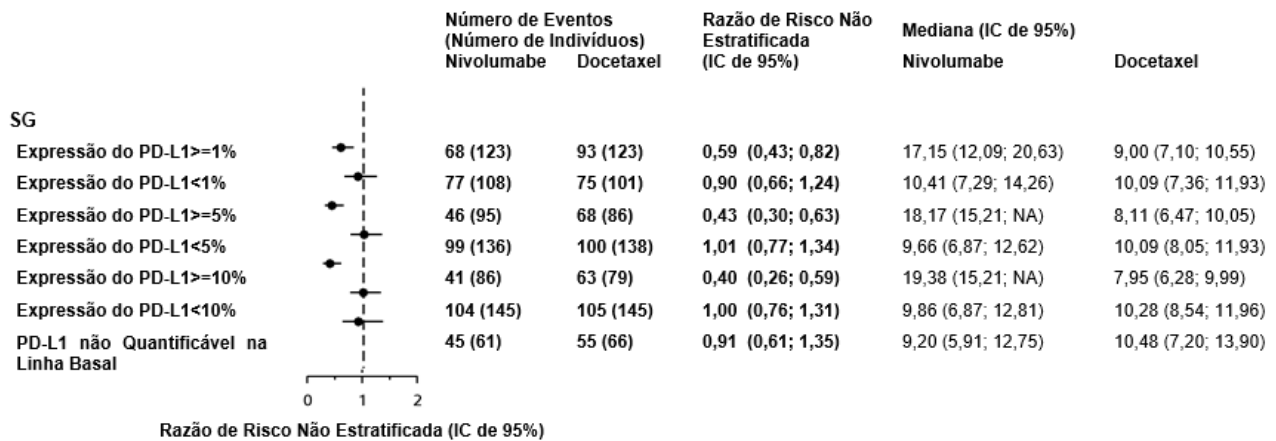 Número de Eventos
(Número de Indivíduos)
Razão de Risco Não
Estratificada
(IC de 95%)
Mediana (IC de 95%)
Nivolumabe Docetaxel
Nivolumabe Docetaxel
SG
Expressão do PD-L1>=1% 68 (123) 93 (123) 0,59 (0,43; 0,82) 17,15 (12,09; 20,63) 9,00 (7,10; 10,55)
Expressão do PD-L1<1% 77 (108) 75 (101) 0,90 (0,66; 1,24) 10,41 (7,29; 14,26) 10,09 (7,36; 11,93)
Expressão do PD-L1>=5% 46 (95) 68 (86) 0,43 (0,30; 0,63) 18,17 (15,21; NA) 8,11 (6,47; 10,05)
Expressão do PD-L1<5% 99 (136) 100 (138) 1,01 (0,77; 1,34) 9,66 (6,87; 12,62) 10,09 (8,05; 11,93)
Expressão do PD-L1>=10% 41 (86) 63 (79) 0,40 (0,26; 0,59) 19,38 (15,21; NA) 7,95 (6,28; 9,99)
Expressão do PD-L1<10% 104 (145) 105 (145) 1,00 (0,76; 1,31) 9,86 (6,87; 12,81) 10,28 (8,54; 11,96)
PD-L1 não Quantificável na 45 (61) 55 (66) 0,91 (0,61; 1,35) 9,20 (5,91; 12,75) 10,48 (7,20; 13,90)
Linha Basal
0 1 2
Razão de Risco Não Estratificada (IC de 95%)